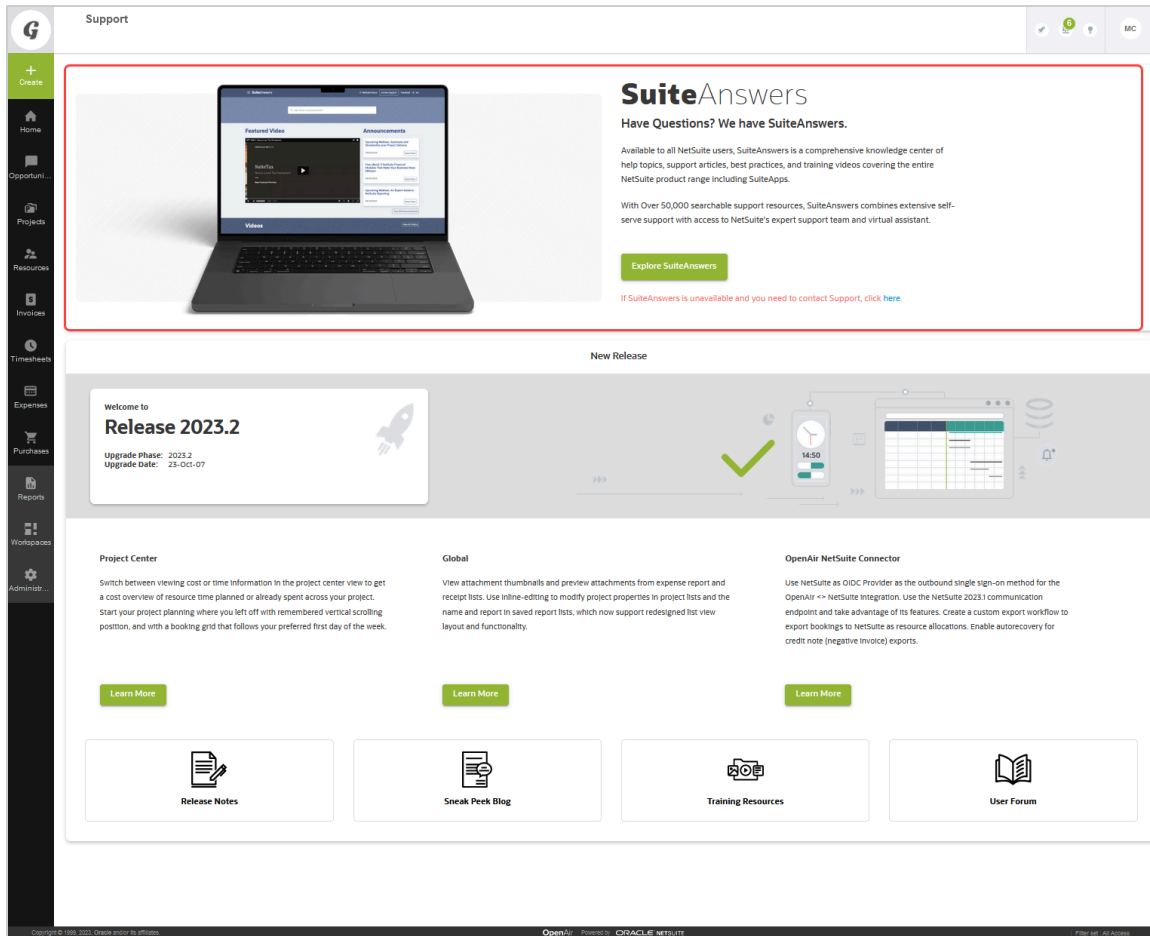 G
Support
6
MC
Create
Home
Opportuni...
Projects
Resources
Invoices
Timesheets
Expenses
Purchases
Reports
Workspaces
Administr...
SuiteAnswers
Featured Video
Announcements
SuiteTax
Videos
SuiteAnswers
Have Questions? We have SuiteAnswers.
Available to all NetSuite users, SuiteAnswers is a comprehensive knowledge center of
help topics, support articles, best practices, and training videos covering the entire
NetSuite product range including SuiteApps.
With Over 50,000 searchable support resources, SuiteAnswers combines extensive self-
serve support with access to NetSuite's expert support team and virtual assistant.
Explore SuiteAnswers
If SuiteAnswers is unavailable and you need to contact Support, click here.
New Release
Welcome to
Release 2023.2
Upgrade Phase: 2023.2
Upgrade Date: 23-Oct-07
14:50
Project Center
Switch between viewing cost or time information in the project center view to get
a cost overview of resource time planned or already spent across your project.
Start your project planning where you left off with remembered vertical scrolling
position, and with a booking grid that follows your preferred first day of the week.
Learn More
Global
View attachment thumbnails and preview attachments from expense report and
receipt lists. Use inline-editing to modify project properties in project lists and the
name and report in saved report lists, which now support redesigned list view
layout and functionality.
Learn More
OpenAir NetSuite Connector
Use NetSuite as OIDC Provider as the outbound single sign-on method for the
OpenAir <> NetSuite integration. Use the NetSuite 2023.1 communication
endpoint and take advantage of its features. Create a custom export workflow to
export bookings to NetSuite as resource allocations. Enable autorecovery for
credit note (negative invoice) exports.
Learn More
Release Notes
Sneak Peek Blog
Training Resources
User Forum
Copyright © 1999, 2023, Oracle and/or its affiliates.
OpenAir Powered by ORACLE NETSUITE
Filter set : All Access